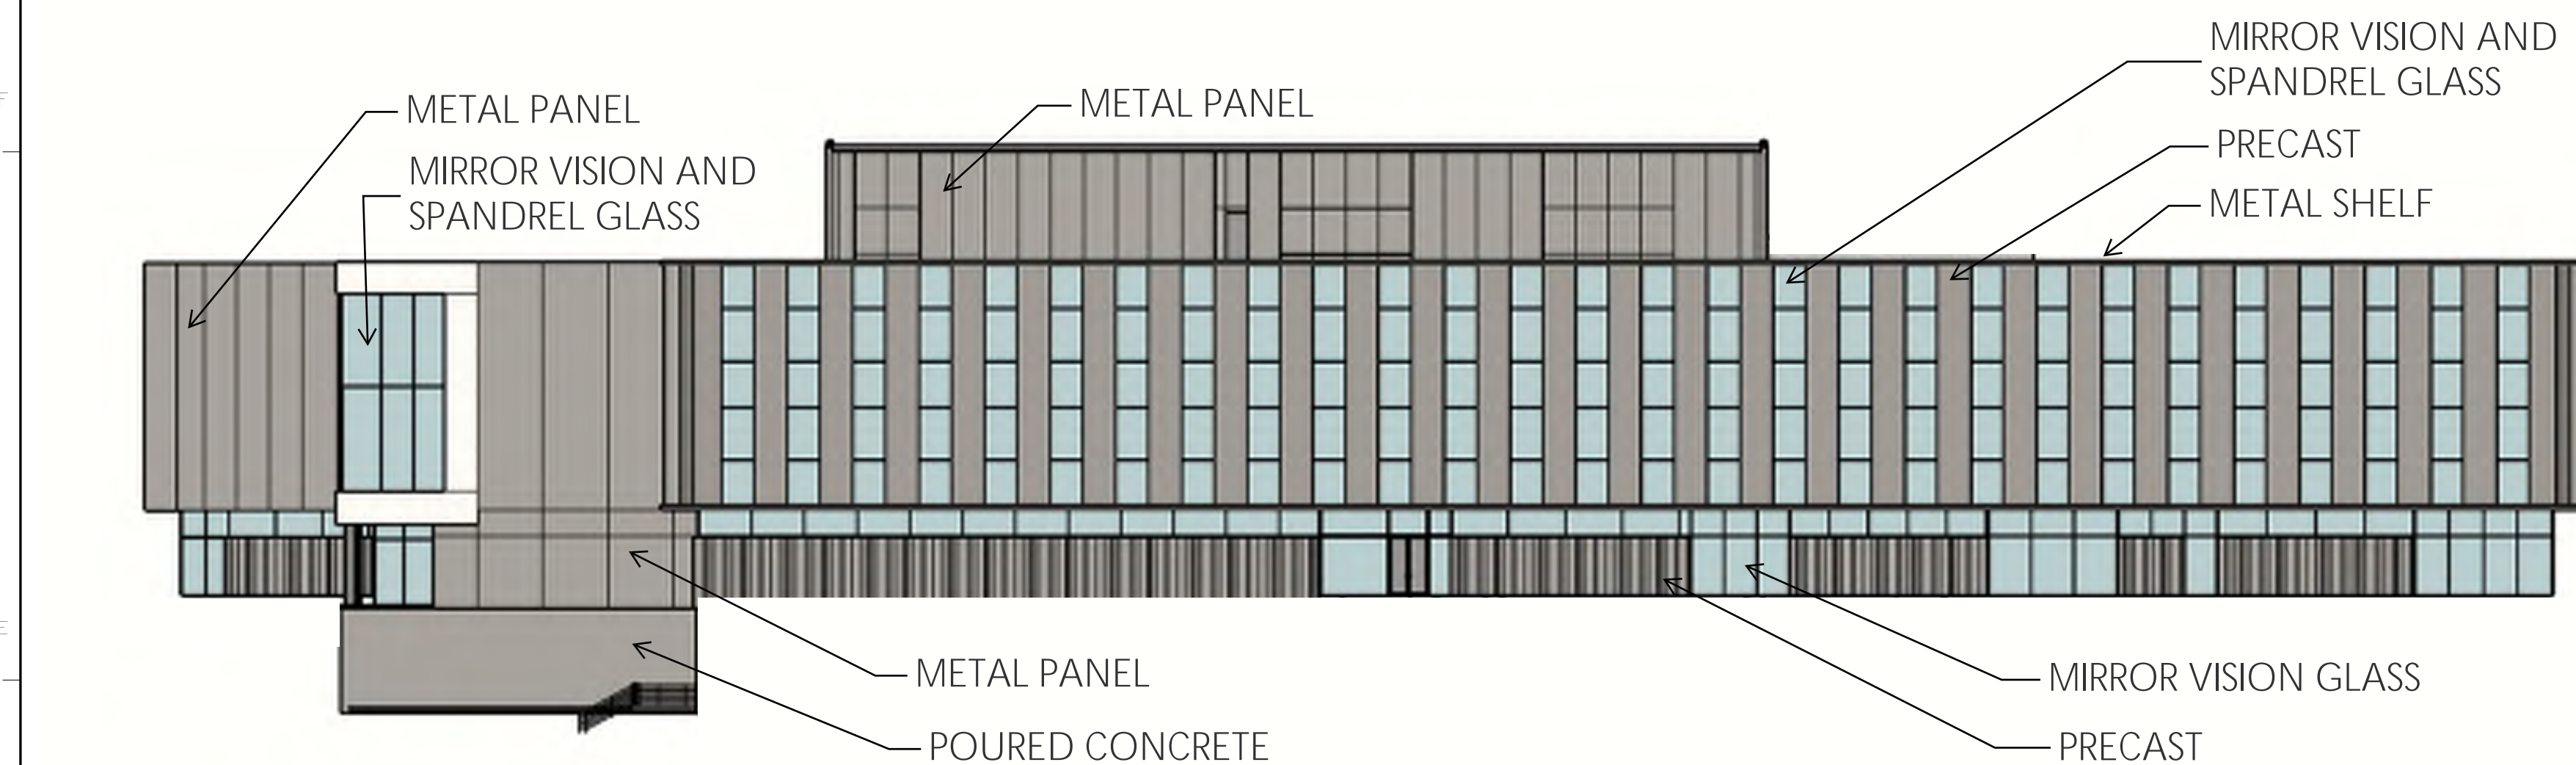 MIRROR VISION AND
SPANDREL GLASS
METAL PANEL
METAL PANEL
PRECAST
MIRROR VISION AND
SPANDREL GLASS
METAL SHELF
METAL PANEL
MIRROR VISION GLASS
POURED CONCRETE
PRECAST
F
E